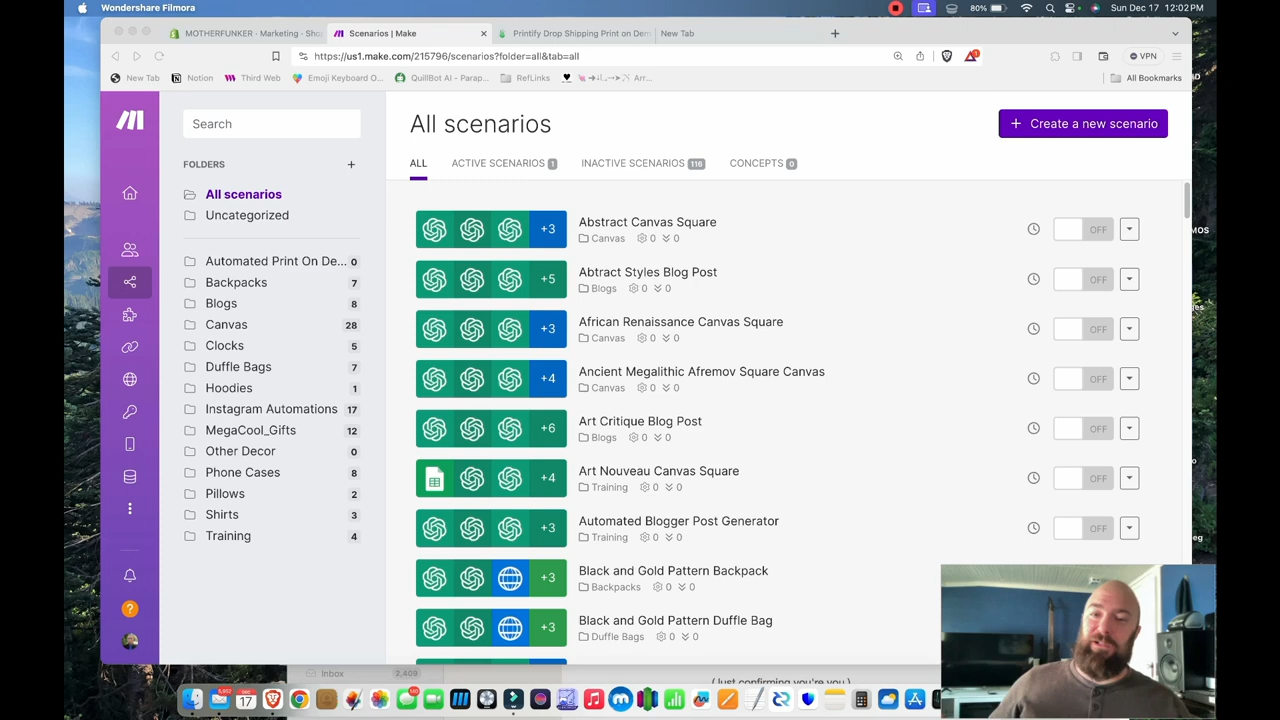 Wondershare Filmora
80%
Sun Dec 17 12:02PM
MOTHERFUNKER · Marketing · Sho
Scenarios | Make
Printify Drop Shipping Print on Dem
New Tab
https://us1.make.com/215796/scenarios?folder=all&tab=all
VPN
New Tab
Notion
Third Web
Emoji Keyboard O...
QuillBot AI - Parap...
RefLinks
Arr...
All Bookmarks
Search
All scenarios
+ Create a new scenario
FOLDERS +
ALL
ACTIVE SCENARIOS 1
INACTIVE SCENARIOS 116
CONCEPTS 0
All scenarios
Uncategorized
Automated Print On De... 0
Backpacks 7
Blogs 8
Canvas 28
Clocks 5
Duffle Bags 7
Hoodies 1
Instagram Automations 17
MegaCool_Gifts 12
Other Decor 0
Phone Cases 8
Pillows 2
Shirts 3
Training 4
+3
Abstract Canvas Square
Canvas 0 0
OFF
+5
Abtract Styles Blog Post
Blogs 0 0
OFF
+3
African Renaissance Canvas Square
Canvas 0 0
OFF
+4
Ancient Megalithic Afremov Square Canvas
Canvas 0 0
OFF
+6
Art Critique Blog Post
Blogs 0 0
OFF
+4
Art Nouveau Canvas Square
Training 0 0
OFF
+3
Automated Blogger Post Generator
Training 0 0
OFF
+3
Black and Gold Pattern Backpack
Backpacks 0 0
+3
Black and Gold Pattern Duffle Bag
Duffle Bags 0 0
Inbox 2,409
( Just confirming you're you )
DEC
17